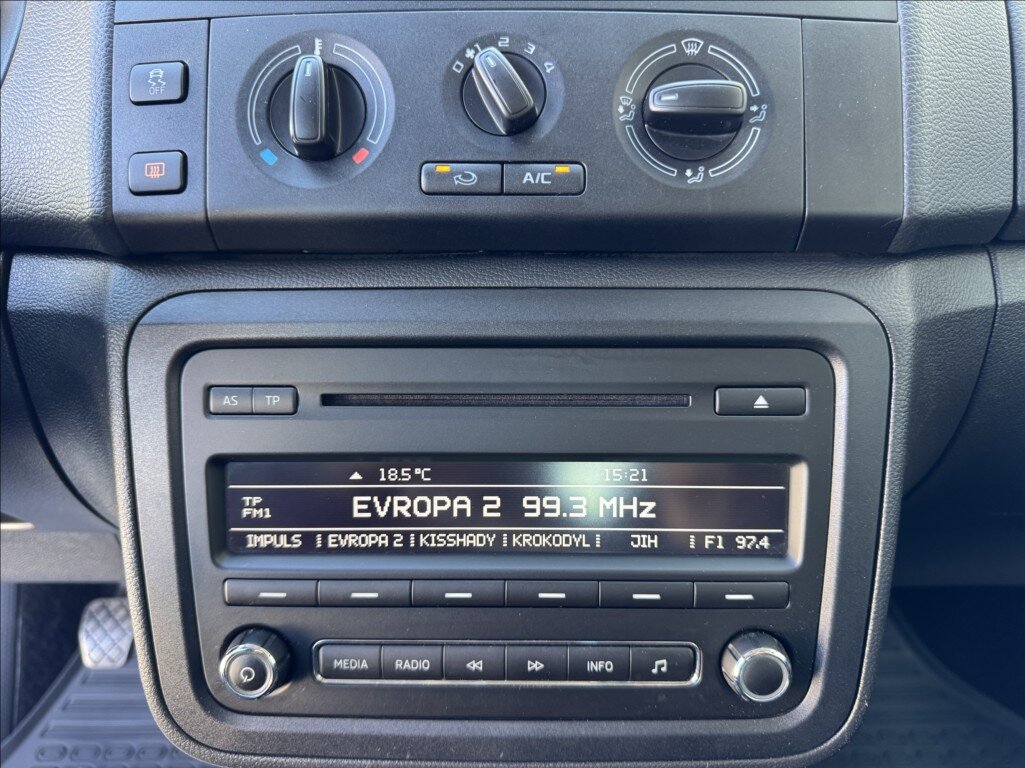 OFF
0 1 2 3 4
A/C
AS TP
18.5°C 15:21
TP
FM1
EVROPA 2 99.3 MHz
IMPULS EVROPA 2 KISSHADY KROKODYL JIH F1 97.4
MEDIA RADIO INFO